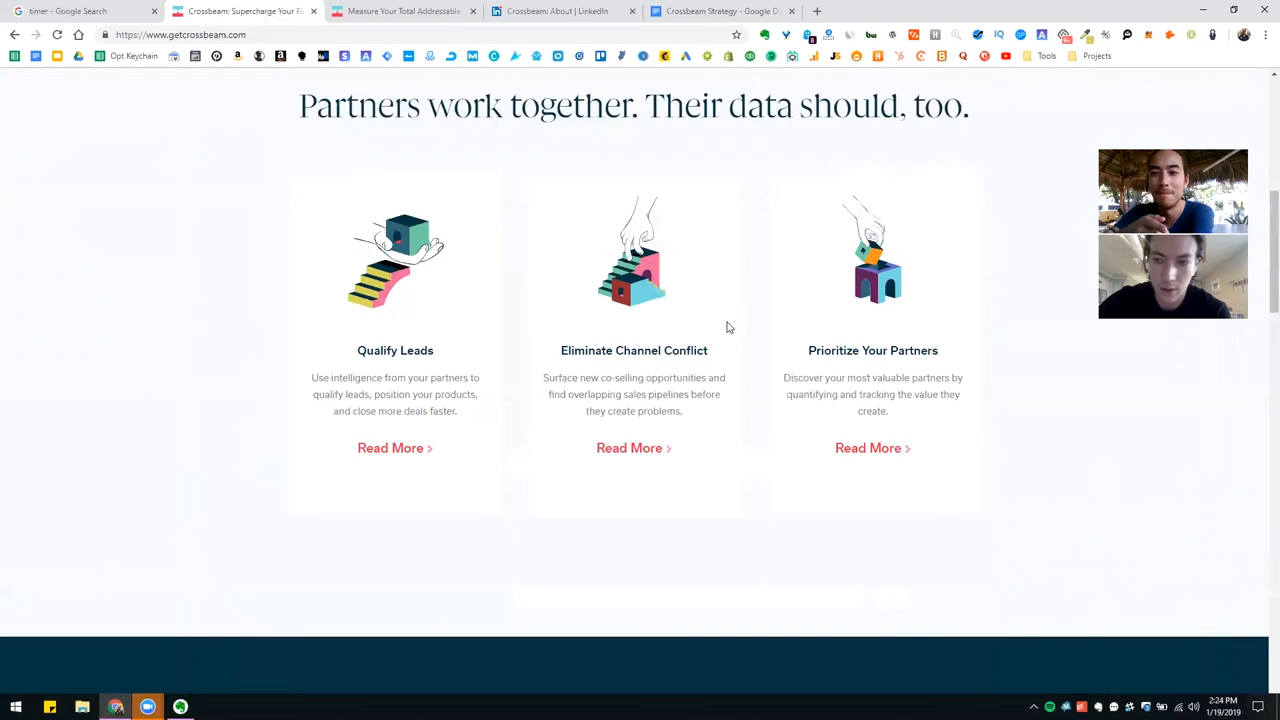 timer - Google Search
Crossbeam: Supercharge Your Pa
Measure Your Total Addressable
Crossbeam: About | LinkedIn
Crossbeam Strategy - Google Do
https://www.getcrossbeam.com
Opt Keychain
Tools
Projects
Partners work together. Their data should, too.
Qualify Leads
Use intelligence from your partners to
qualify leads, position your products,
and close more deals faster.
Read More
Eliminate Channel Conflict
Surface new co-selling opportunities and
find overlapping sales pipelines before
they create problems.
Read More
Prioritize Your Partners
Discover your most valuable partners by
quantifying and tracking the value they
create.
Read More
2:24 PM
1/19/2019